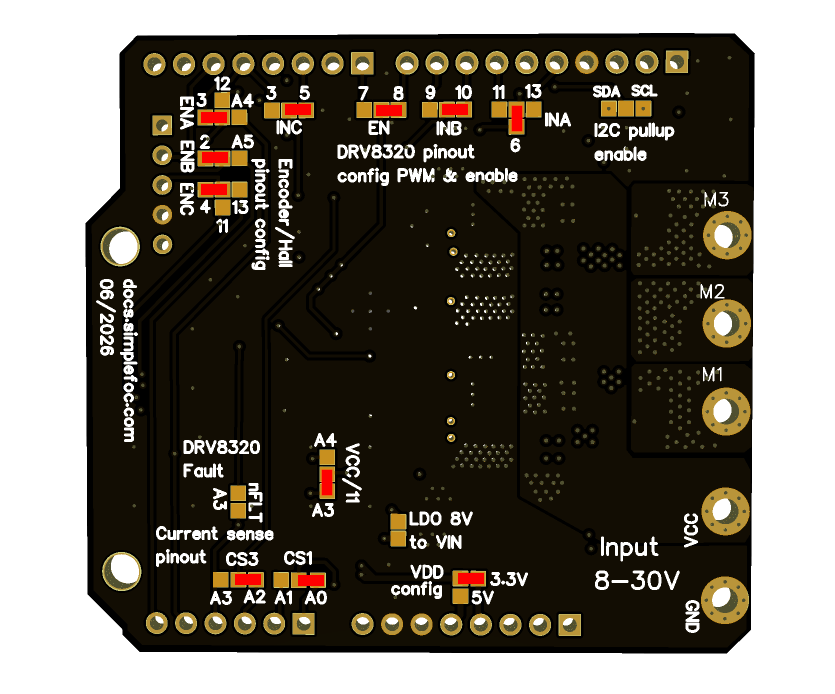 12
3 A4
ENA
2 A5
ENB
ENC
4 13
11
3 5
INC
7 8
EN
9 10
INB
11 13
INA
6
SDA SCL
I2C pullup
enable
DRV8320 pinout
config PWM & enable
Encoder/Hall
pinout config
M3
M2
M1
docs.simplefoc.com
06/2026
DRV8320
Fault
A3
nFLT
A4
VCC/11
A3
Current sense
pinout
CS3 CS1
A3 A2 A1 A0
LDO 8V
to VIN
VDD
config
3.3V
5V
Input
8-30V
VCC
GND